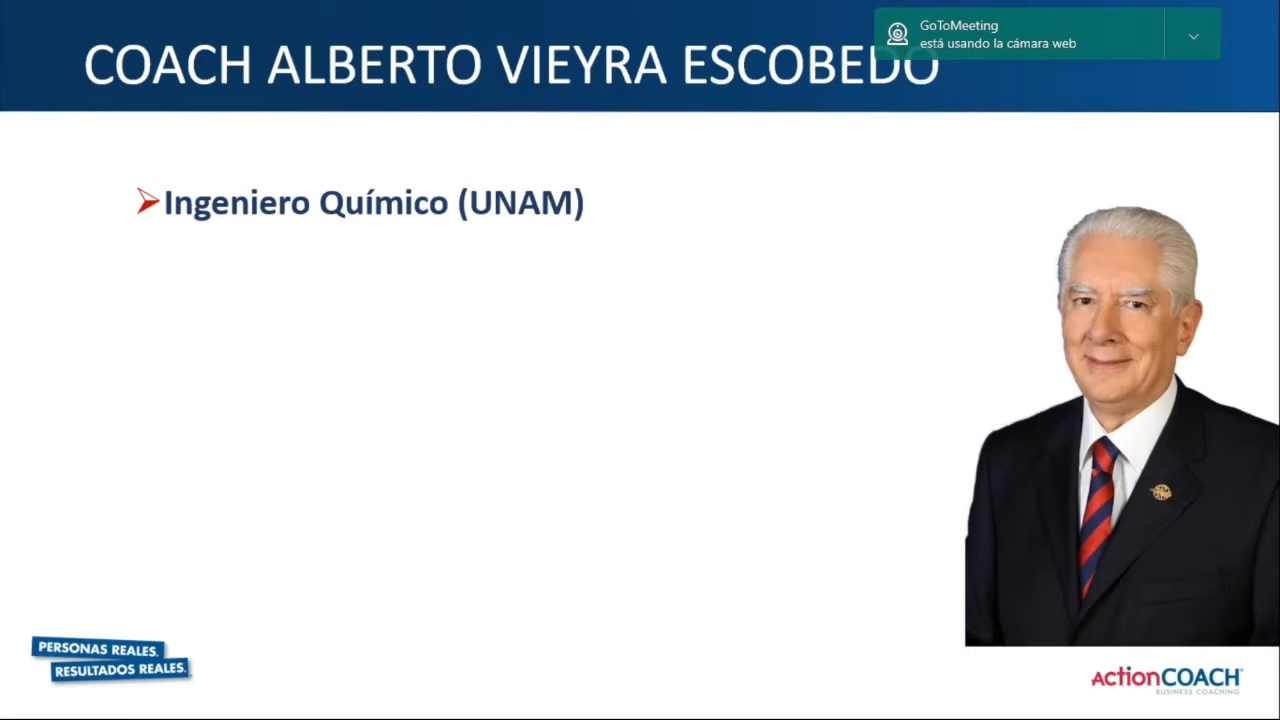 GoToMeeting
está usando la cámara web
COACH ALBERTO VIEYRA ESCOBEDO
Ingeniero Químico (UNAM)
PERSONAS REALES.
RESULTADOS REALES.
ActionCOACH
BUSINESS COACHING